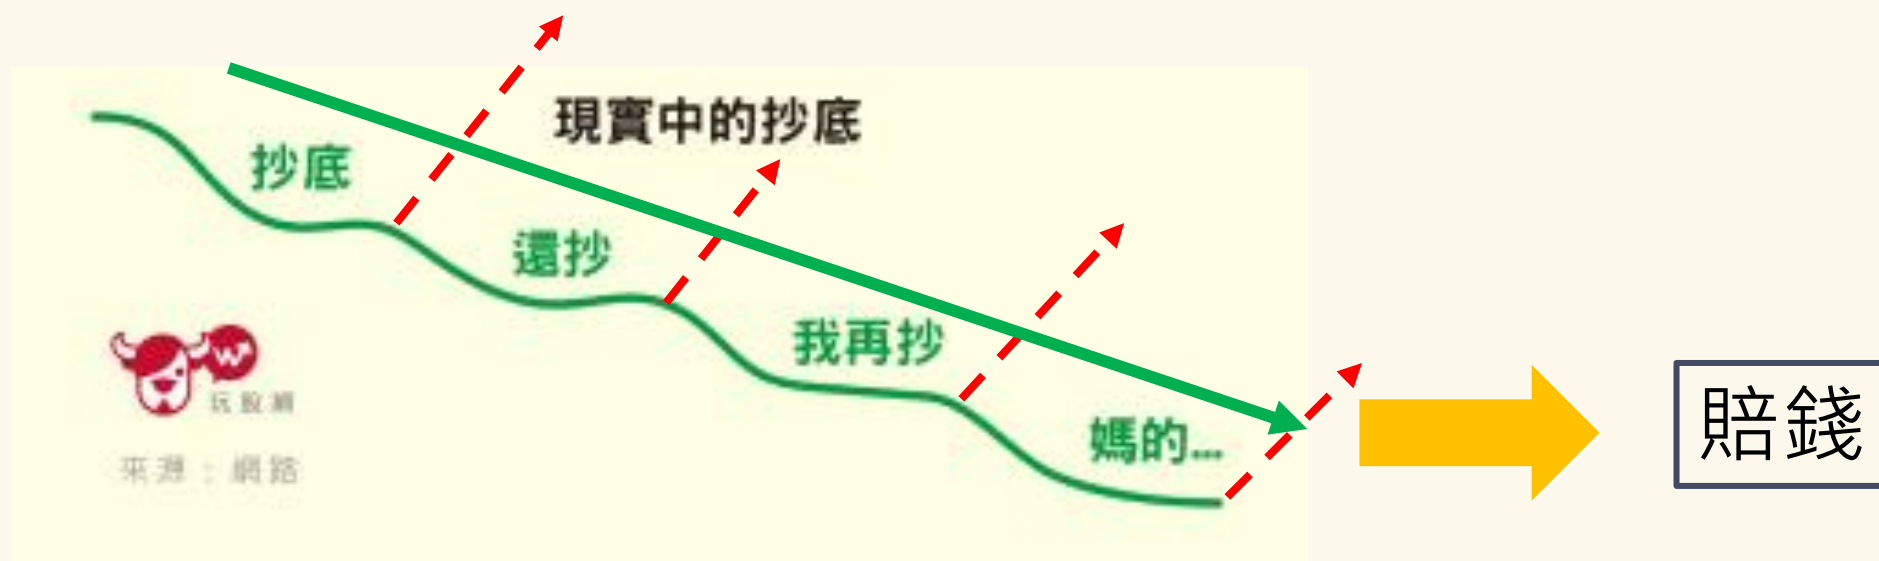 現實中的抄底
抄底
還抄
我再抄
媽的...
W
玩股網
來源：網路
賠錢